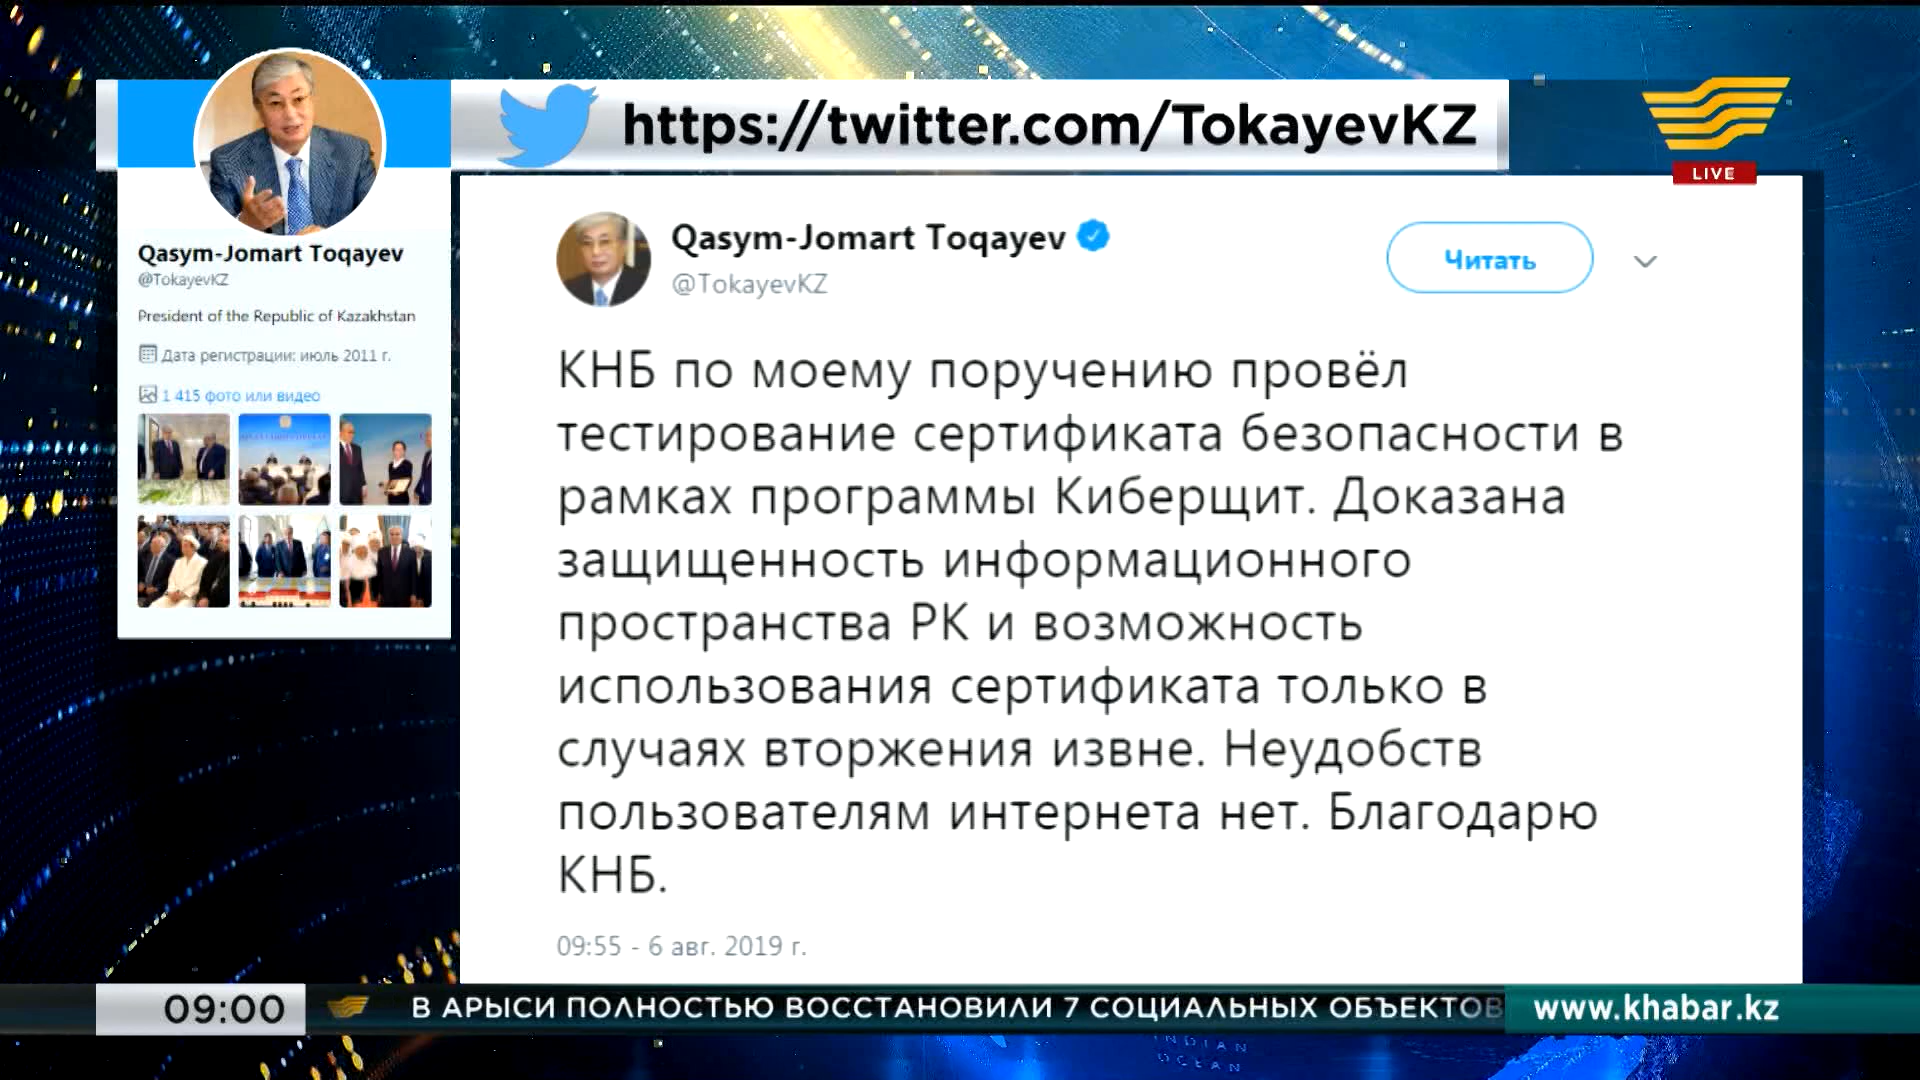 https://twitter.com/TokayevKZ
LIVE
Qasym-Jomart Toqayev
@TokayevKZ
President of the Republic of Kazakhstan
Дата регистрации: июль 2011 г.
1 415 фото или видео
Qasym-Jomart Toqayev
@TokayevKZ
Читать
КНБ по моему поручению провёл
тестирование сертификата безопасности в
рамках программы Киберщит. Доказана
защищенность информационного
пространства РК и возможность
использования сертификата только в
случаях вторжения извне. Неудобств
пользователям интернета нет. Благодарю
КНБ.
09:55 - 6 авг. 2019 г.
09:00
В АРЫСИ ПОЛНОСТЬЮ ВОССТАНОВИЛИ 7 СОЦИАЛЬНЫХ ОБЪЕКТОВ
www.khabar.kz
INDIAN
OCEAN